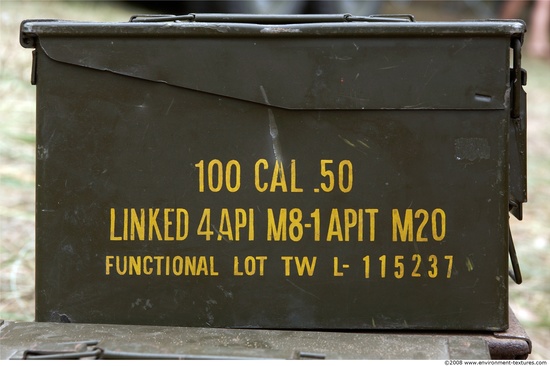 100 CAL .50
LINKED 4 API M8-1 APIT M20
FUNCTIONAL LOT TW L- 115237
©2008 www.environment-textures.com